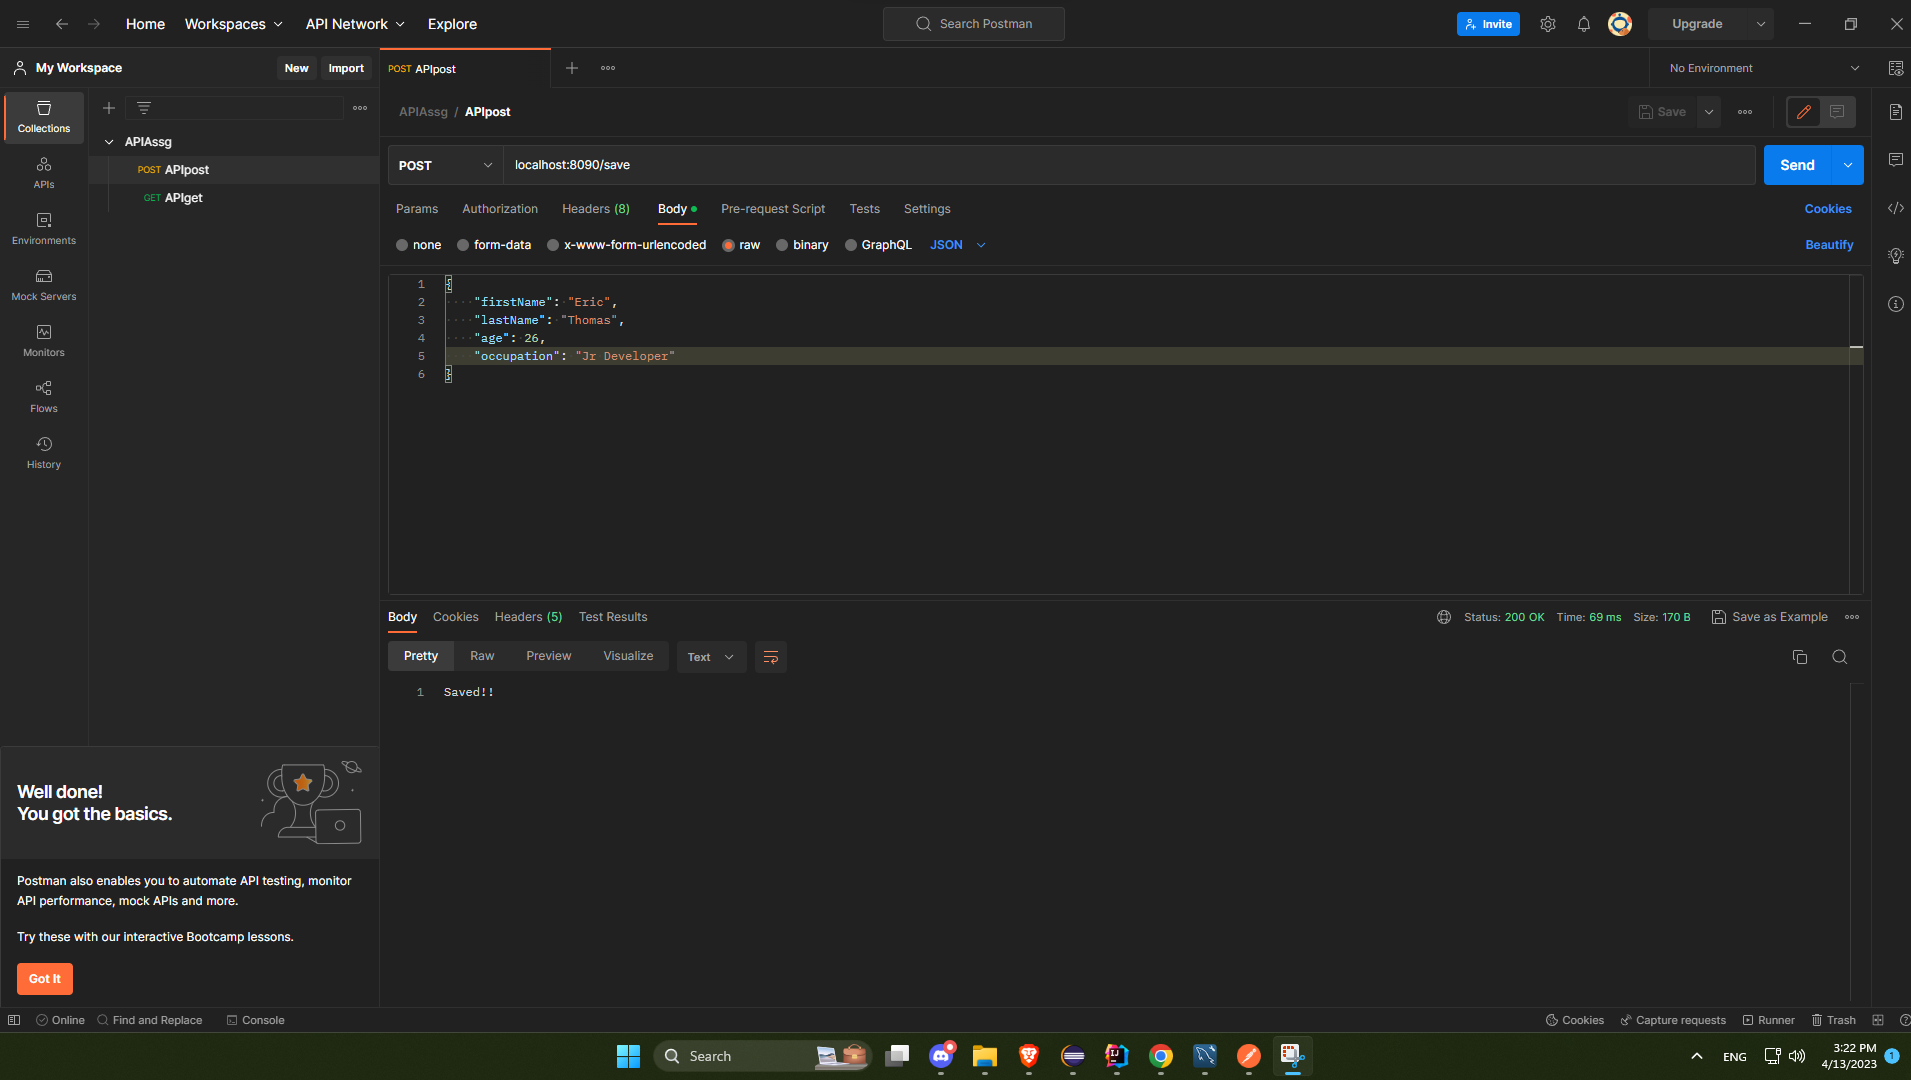 Home Workspaces API Network Explore Search Postman Invite Upgrade
My Workspace New Import POST APIpost No Environment
Collections
APIs
Environments
Mock Servers
Monitors
Flows
History
APIAssg
POST APIpost
GET APIget
APIAssg / APIpost Save
POST localhost:8090/save Send
Params Authorization Headers (8) Body Pre-request Script Tests Settings Cookies
none form-data x-www-form-urlencoded raw binary GraphQL JSON Beautify
1 {
2 "firstName": "Eric",
3 "lastName": "Thomas",
4 "age": 26,
5 "occupation": "Jr Developer"
6 }
Body Cookies Headers (5) Test Results Status: 200 OK Time: 69 ms Size: 170 B Save as Example
Pretty Raw Preview Visualize Text
1 Saved!!
Well done!
You got the basics.
Postman also enables you to automate API testing, monitor
API performance, mock APIs and more.
Try these with our interactive Bootcamp lessons.
Got It
Online Find and Replace Console Cookies Capture requests Runner Trash
Search ENG 3:22 PM
4/13/2023 1